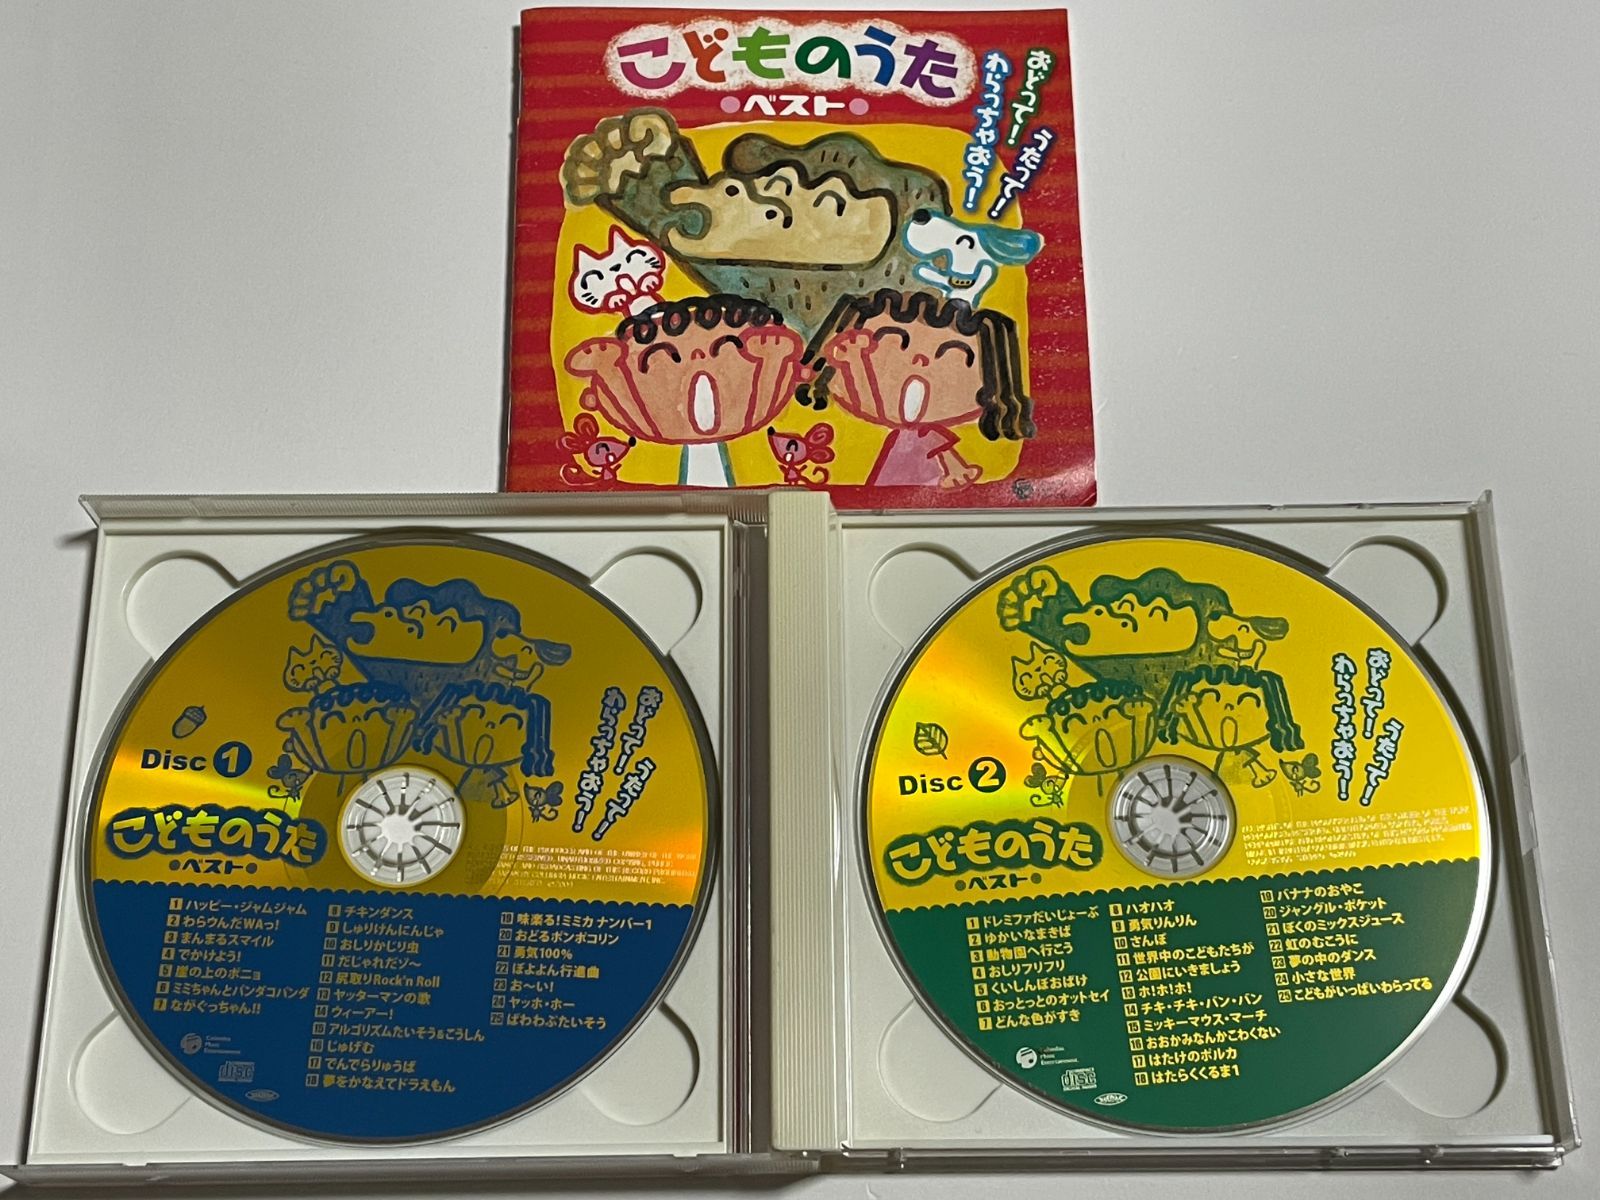 こどものうた
ベスト
おどって! うたって!
わらっちゃおう!
おどって! うたって!
わらっちゃおう!
Disc 1
こどものうた
ベスト
1 ハッピー・ジャムジャム
2 わらうんだWAっ!
3 まんまるスマイル
4 でかけよう!
5 崖の上のポニョ
6 ミミちゃんとパンダコパンダ
7 ながぐっちゃん!!
8 チキンダンス
9 しゅりけんにんじゃ
10 おしりかじり虫
11 だじゃれだゾ〜
12 尻取りRock'n Roll
13 ヤッターマンの歌
14 ウィーアー!
15 アルゴリズムたいそう&こうしん
16 じゅげむ
17 でんでらりゅうば
18 夢をかなえてドラえもん
19 味楽る!ミミカ ナンバー1
20 おどるポンポコリン
21 勇気100%
22 ぽよよん行進曲
23 お〜い!
24 ヤッホ・ホー
25 ぱわわぷたいそう
Columbia
Music
Entertainment
disc
おどって! うたって!
わらっちゃおう!
Disc 2
こどものうた
ベスト
1 ドレミファだいじょーぶ
2 ゆかいなまきば
3 動物園へ行こう
4 おしりフリフリ
5 くいしんぼおばけ
6 おっとっとのオットセイ
7 どんな色がすき
8 ハオハオ
9 勇気りんりん
10 さんぽ
11 世界中のこどもたちが
12 公園にいきましょう
13 ホ!ホ!ホ!
14 チキ・チキ・バン・バン
15 ミッキーマウス・マーチ
16 おおかみなんかこわくない
17 はたけのポルカ
18 はたらくくるま1
19 バナナのおやこ
20 ジャングル・ポケット
21 ぼくのミックスジュース
22 虹のむこうに
23 夢の中のダンス
24 小さな世界
25 こどもがいっぱいわらってる
Columbia
Music
Entertainment
disc